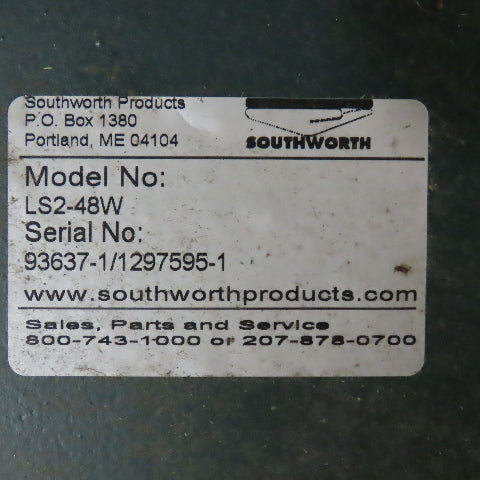 Southworth Products
P.O. Box 1380
Portland, ME 04104
SOUTHWORTH
Model No:
LS2-48W
Serial No:
93637-1/1297595-1
www.southworthproducts.com
Sales, Parts and Service
800-743-1000 or 207-878-0700